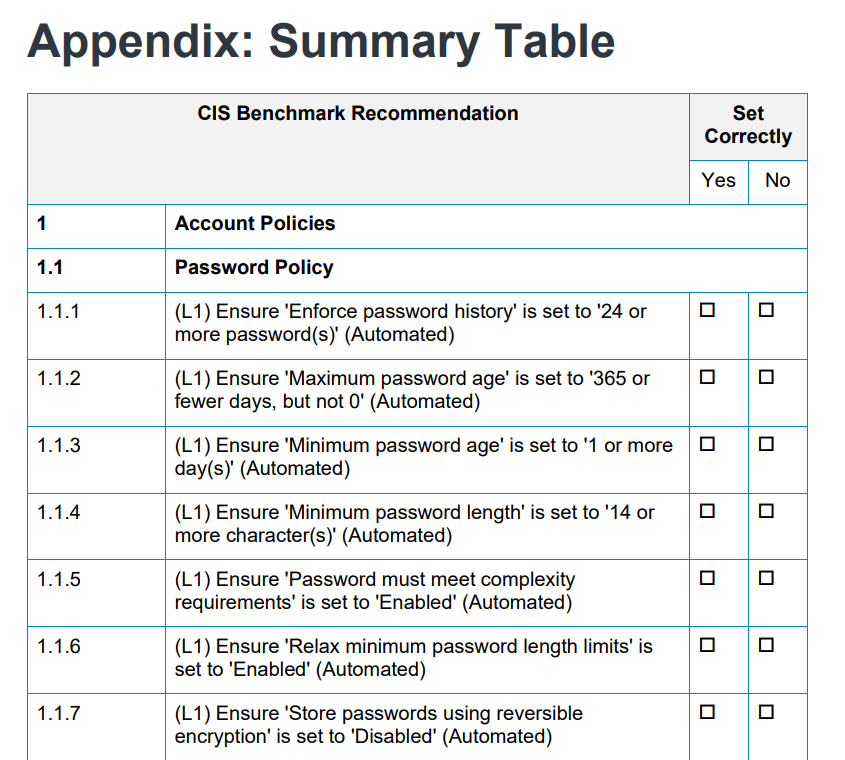 Appendix: Summary Table
CIS Benchmark Recommendation
Set
Correctly
Yes No
1 Account Policies
1.1 Password Policy
1.1.1 (L1) Ensure 'Enforce password history' is set to '24 or
more password(s)' (Automated)
1.1.2 (L1) Ensure 'Maximum password age' is set to '365 or
fewer days, but not 0' (Automated)
1.1.3 (L1) Ensure 'Minimum password age' is set to '1 or more
day(s)' (Automated)
1.1.4 (L1) Ensure 'Minimum password length' is set to '14 or
more character(s)' (Automated)
1.1.5 (L1) Ensure 'Password must meet complexity
requirements' is set to 'Enabled' (Automated)
1.1.6 (L1) Ensure 'Relax minimum password length limits' is
set to 'Enabled' (Automated)
1.1.7 (L1) Ensure 'Store passwords using reversible
encryption' is set to 'Disabled' (Automated)